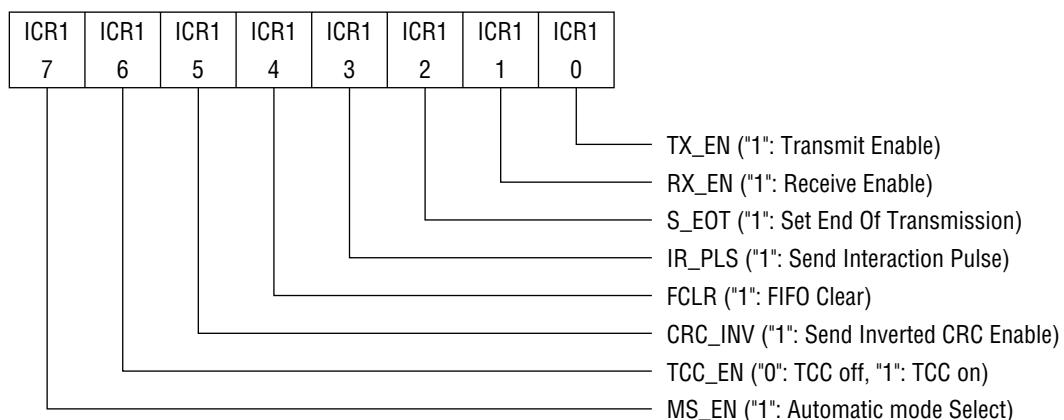 ICR1 ICR1 ICR1 ICR1 ICR1 ICR1 ICR1 ICR1
7 6 5 4 3 2 1 0
TX_EN ("1": Transmit Enable)
RX_EN ("1": Receive Enable)
S_EOT ("1": Set End Of Transmission)
IR_PLS ("1": Send Interaction Pulse)
FCLR ("1": FIFO Clear)
CRC_INV ("1": Send Inverted CRC Enable)
TCC_EN ("0": TCC off, "1": TCC on)
MS_EN ("1": Automatic mode Select)